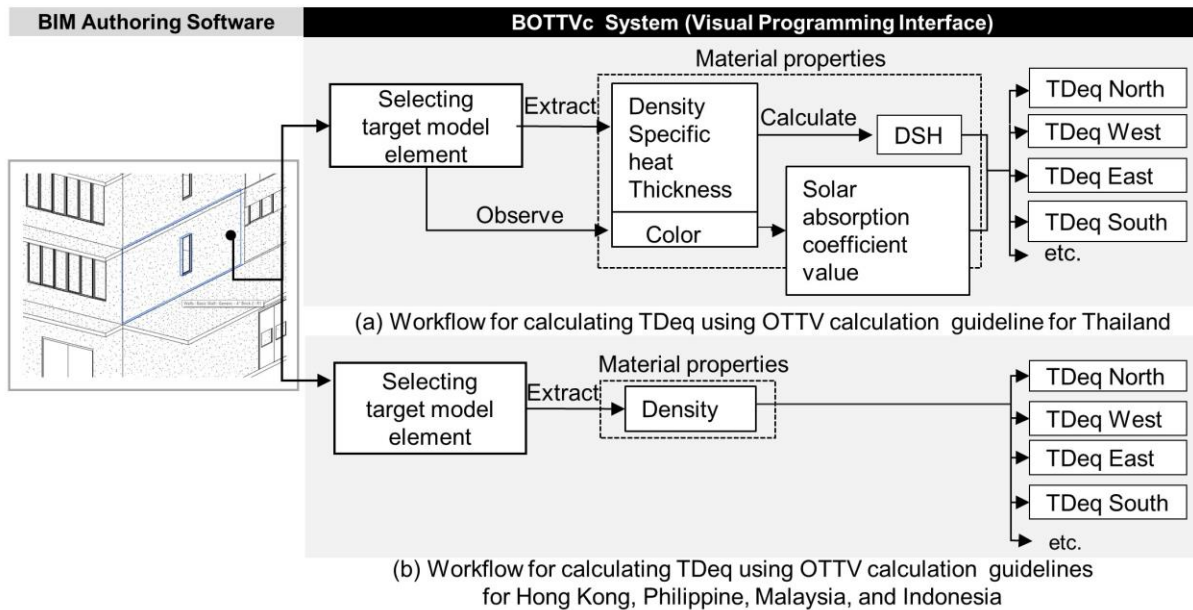 BIM Authoring Software
BOTTVc System (Visual Programming Interface)
Material properties
Selecting
target model
element
Extract
Observe
Density
Specific
heat
Thickness
Color
Calculate
DSH
Solar
absorption
coefficient
value
TDeq North
TDeq West
TDeq East
TDeq South
etc.
(a) Workflow for calculating TDeq using OTTV calculation guideline for Thailand
Selecting
target model
element
Extract
Material properties
Density
TDeq North
TDeq West
TDeq East
TDeq South
etc.
(b) Workflow for calculating TDeq using OTTV calculation guidelines
for Hong Kong, Philippine, Malaysia, and Indonesia